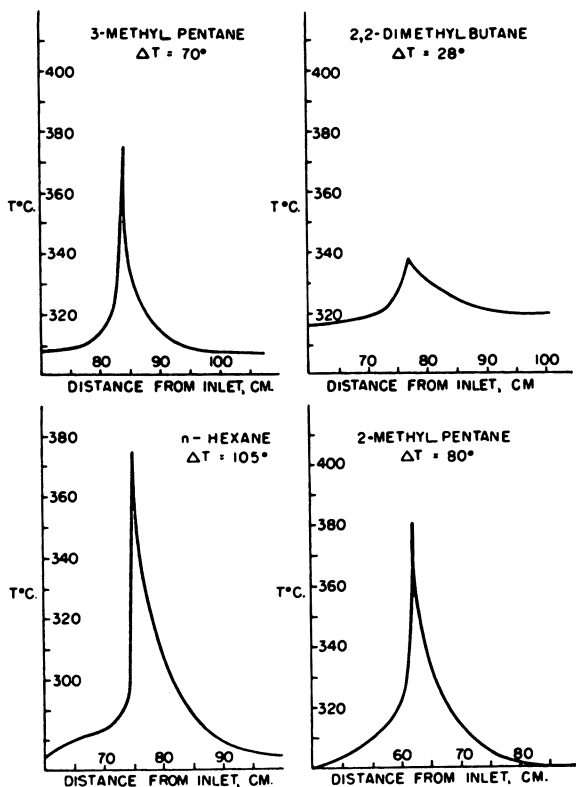 3-METHYL PENTANE
ΔT = 70°
400
380
360
T°C.
340
320
80 90 100
DISTANCE FROM INLET, CM.
2,2-DIMETHYL BUTANE
ΔT = 28°
400
380
360
T°C.
340
320
70 80 90 100
DISTANCE FROM INLET, CM
n-HEXANE
ΔT = 105°
380
360
340
T°C.
320
300
70 80 90
DISTANCE FROM INLET, CM.
2-METHYL PENTANE
ΔT = 80°
400
380
360
T°C.
340
320
60 70 80
DISTANCE FROM INLET, CM.